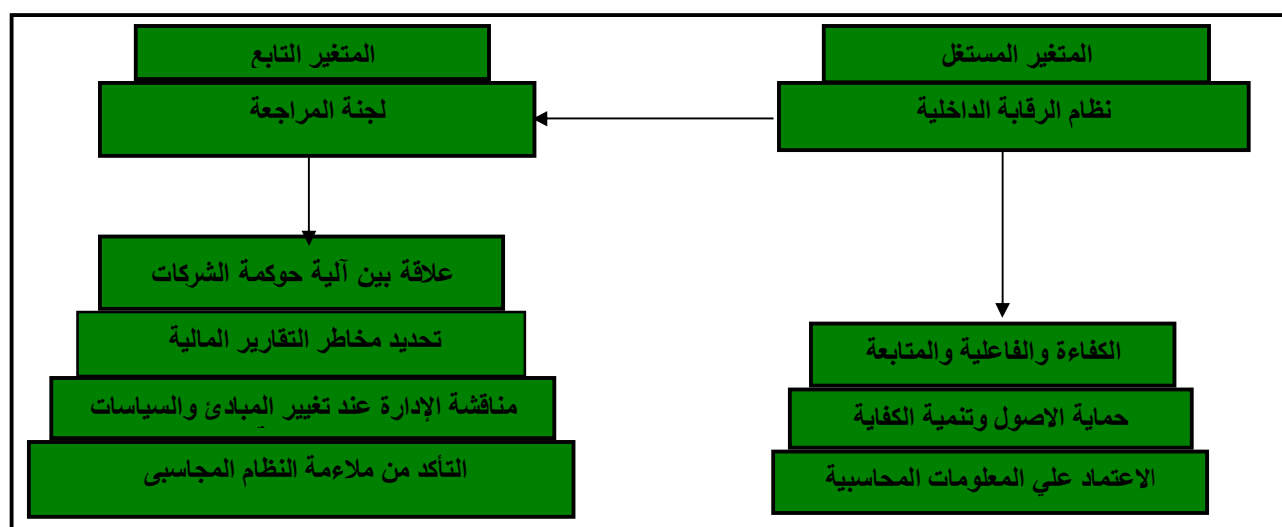 المتغير المستغل
نظام الرقابة الداخلية
الكفاءة والفاعلية والمتابعة
حماية الاصول وتنمية الكفاية
الاعتماد علي المعلومات المحاسبية
المتغير التابع
لجنة المراجعة
علاقة بين آلية حوكمة الشركات
تحديد مخاطر التقارير المالية
مناقشة الإدارة عند تغيير المبادئ والسياسات
التأكد من ملاءمة النظام المجاسبى